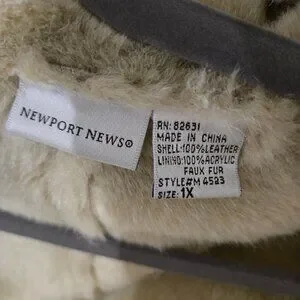 NEWPORT NEWS®
RN: 82631
MADE IN CHINA
SHELL:100%LEATHER
LINING:100%ACRYLIC
FAUX FUR
STYLE#M 4523
SIZE: 1X